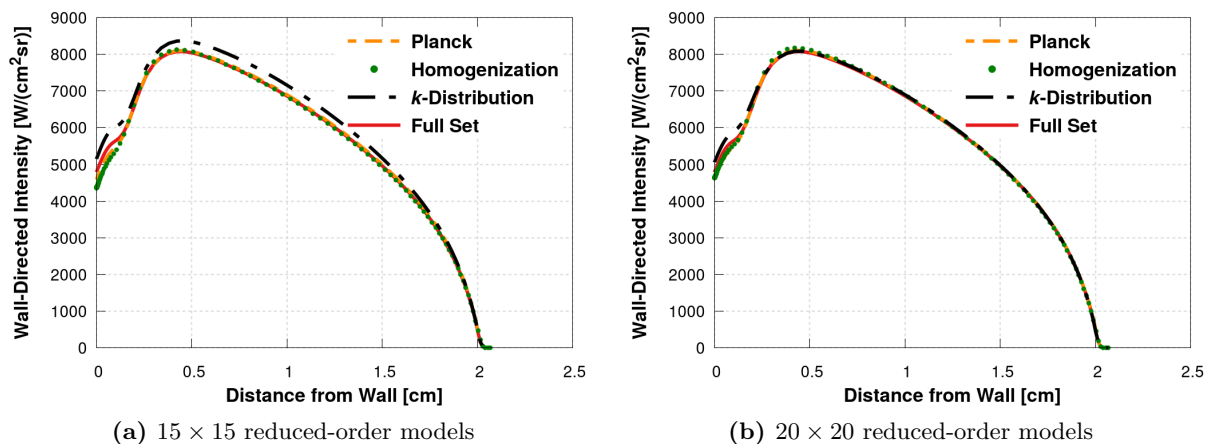 9000
8000
7000
6000
5000
4000
3000
2000
1000
0
0
0.5
1
1.5
2
2.5
Wall-Directed Intensity [W/(cm²sr)]
Distance from Wall [cm]
Planck
Homogenization
k-Distribution
Full Set
(a) 15 × 15 reduced-order models
9000
8000
7000
6000
5000
4000
3000
2000
1000
0
0
0.5
1
1.5
2
2.5
Wall-Directed Intensity [W/(cm²sr)]
Distance from Wall [cm]
Planck
Homogenization
k-Distribution
Full Set
(b) 20 × 20 reduced-order models